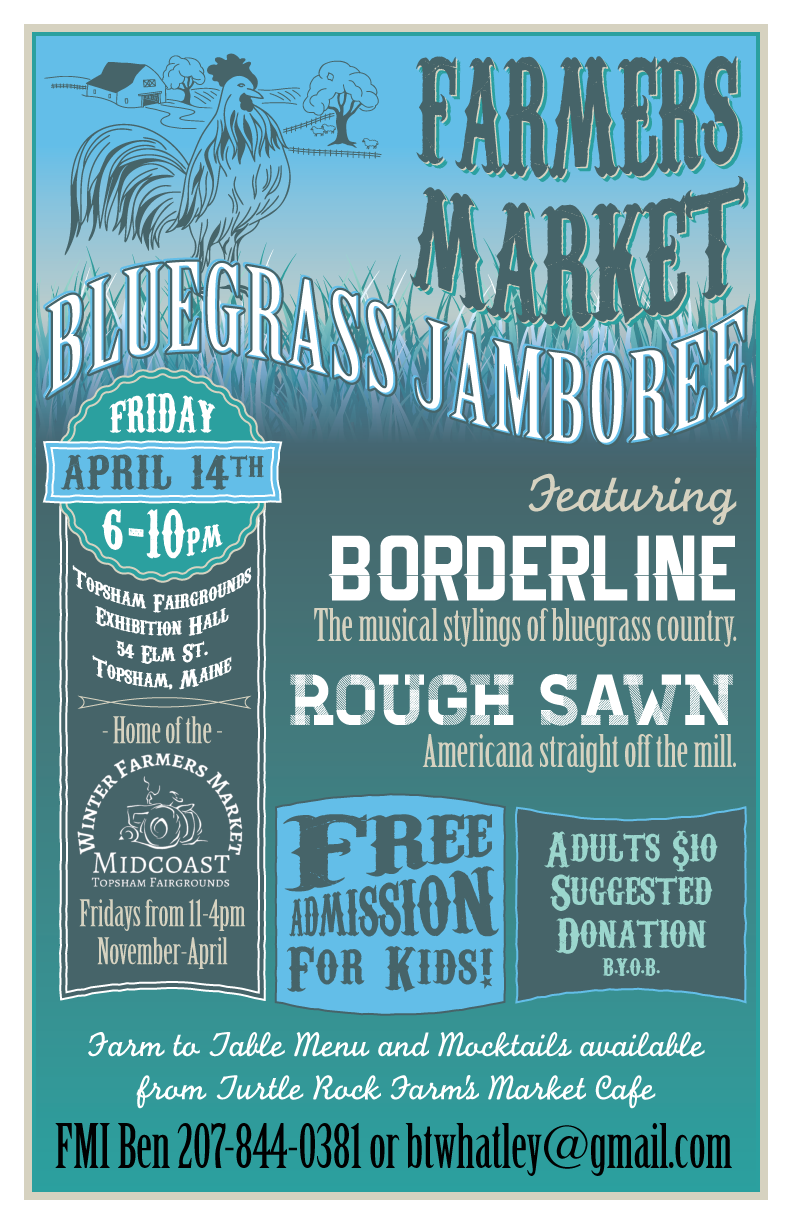 FARMERS
MARKET
BLUEGRASS JAMBOREE
FRIDAY
APRIL 14TH
6-10PM
TOPSHAM FAIRGROUNDS
EXHIBITION HALL
54 ELM ST.
TOPSHAM, MAINE
- Home of the -
WINTER FARMERS MARKET
MIDCOAST
TOPSHAM FAIRGROUNDS
Fridays from 11-4pm
November-April
Featuring
BORDERLINE
The musical stylings of bluegrass country.
ROUGH SAWN
Americana straight off the mill.
FREE
ADMISSION
FOR KIDS!
ADULTS $10
SUGGESTED
DONATION
B.Y.O.B.
Farm to Table Menu and Mocktails available
from Turtle Rock Farm's Market Cafe
FMI Ben 207-844-0381 or btwhatley@gmail.com